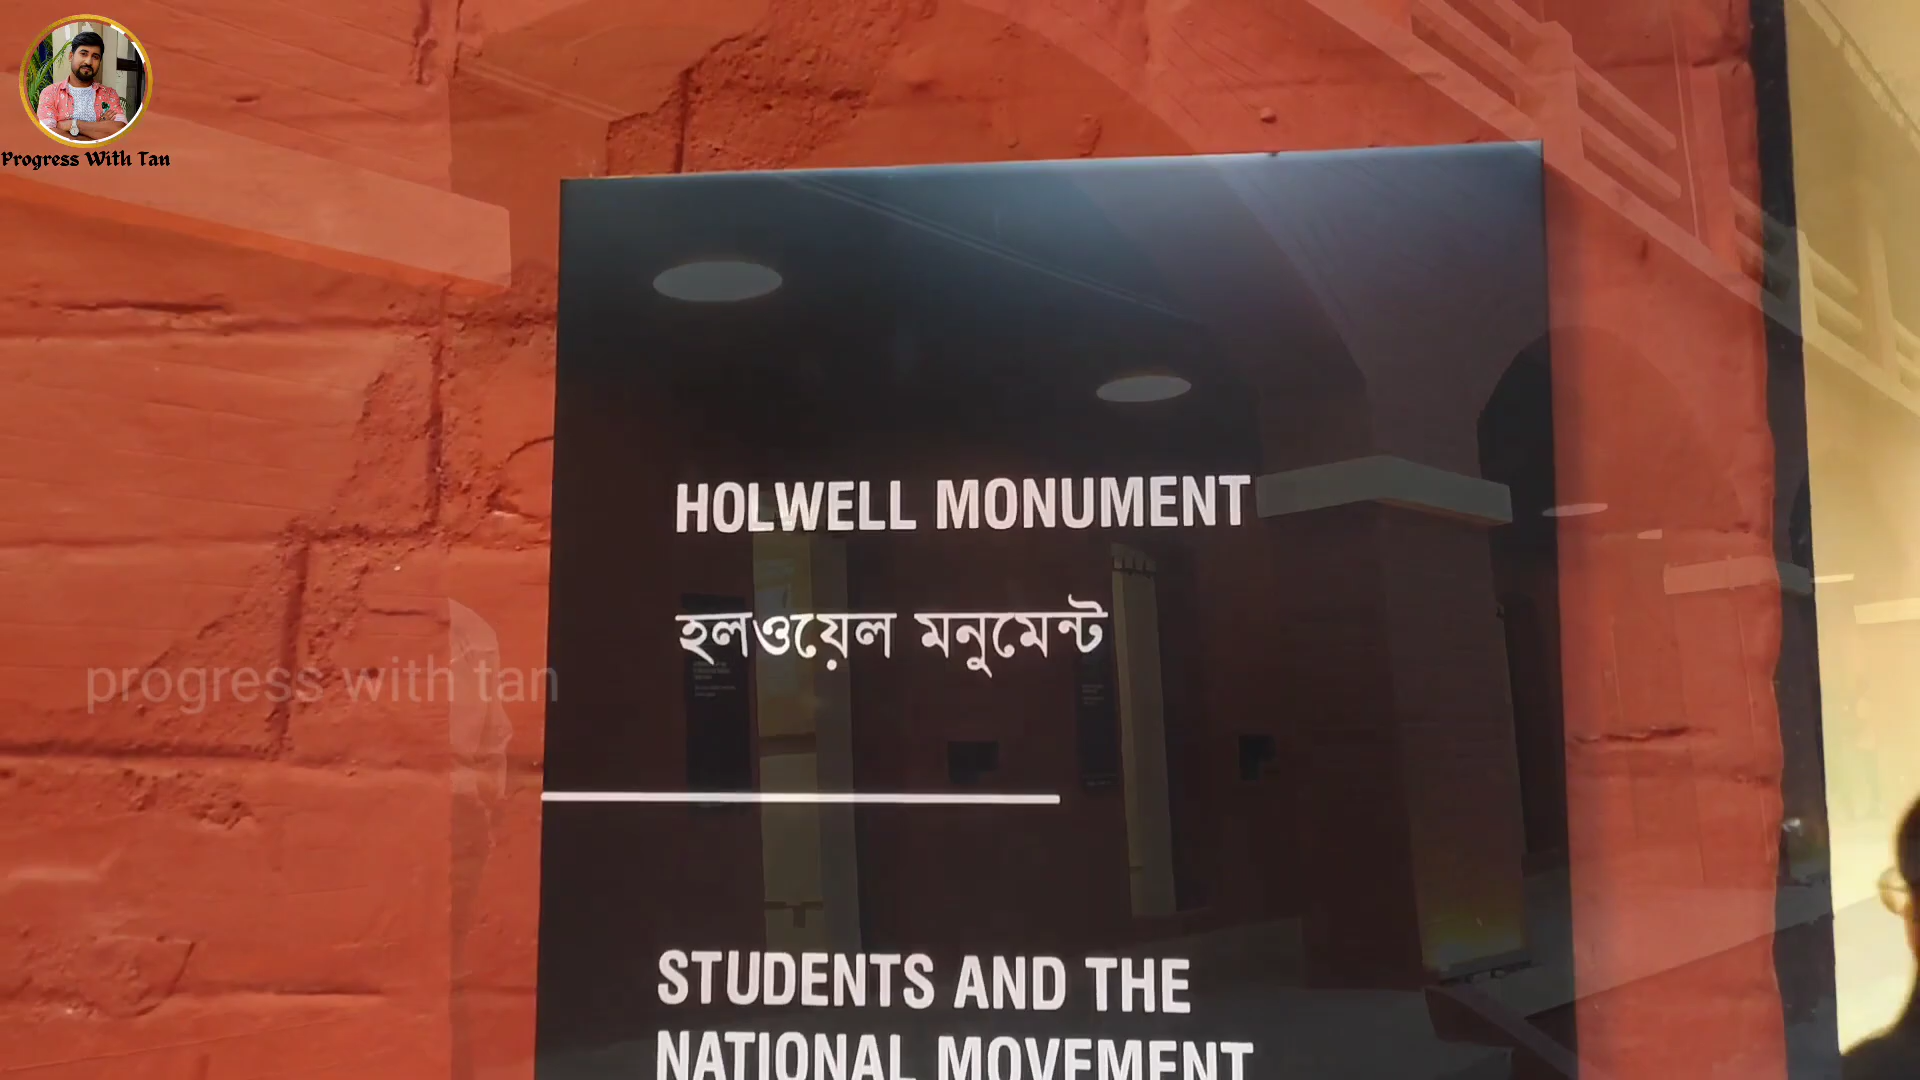 Progress With Tan
HOLWELL MONUMENT
হলওয়েল মনুমেন্ট
progress with tan
STUDENTS AND THE
NATIONAL MOVEMENT